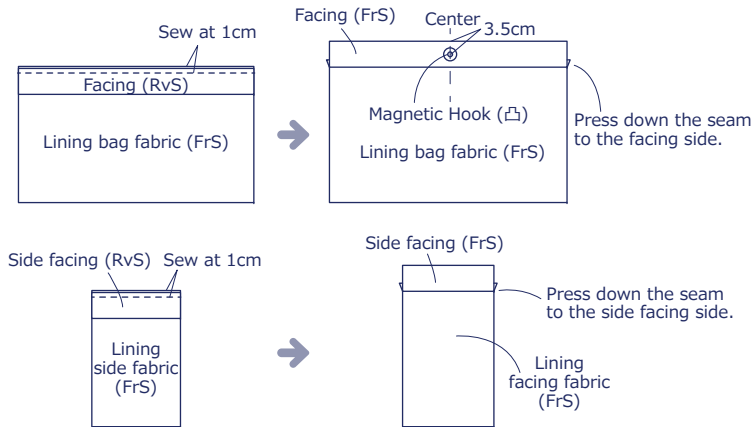 Sew at 1cm
Facing (RvS)
Lining bag fabric (FrS)
Facing (FrS)
Center
3.5cm
Magnetic Hook (凸)
Lining bag fabric (FrS)
Press down the seam
to the facing side.
Side facing (RvS)
Sew at 1cm
Lining
side fabric
(FrS)
Side facing (FrS)
Press down the seam
to the side facing side.
Lining
facing fabric
(FrS)